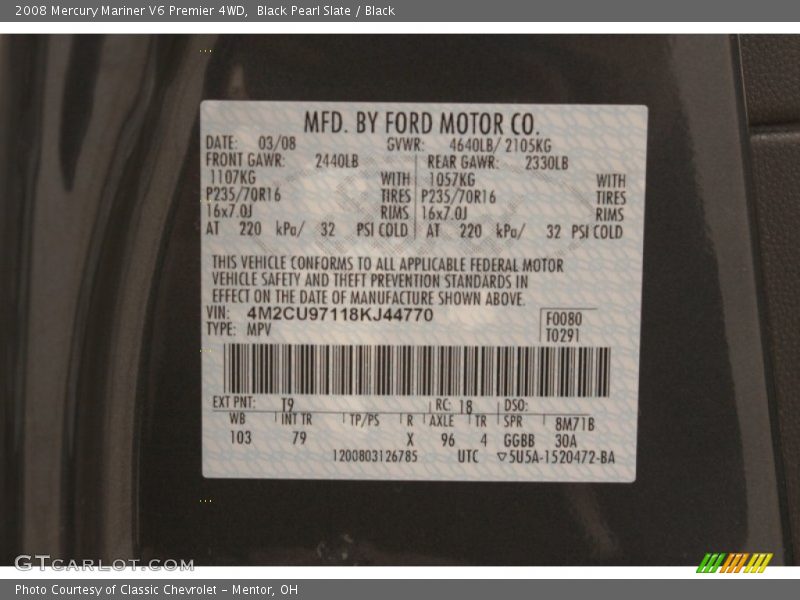 2008 Mercury Mariner V6 Premier 4WD, Black Pearl Slate / Black
MFD. BY FORD MOTOR CO.
DATE: 03/08 GVWR: 4640LB/ 2105KG
FRONT GAWR: 2440LB REAR GAWR: 2330LB
1107KG WITH 1057KG WITH
P235/70R16 TIRES P235/70R16 TIRES
16x7.0J RIMS 16x7.0J RIMS
AT 220 kPa/ 32 PSI COLD AT 220 kPa/ 32 PSI COLD
THIS VEHICLE CONFORMS TO ALL APPLICABLE FEDERAL MOTOR
VEHICLE SAFETY AND THEFT PREVENTION STANDARDS IN
EFFECT ON THE DATE OF MANUFACTURE SHOWN ABOVE.
VIN: 4M2CU97118KJ44770 F0080
TYPE: MPV T0291
EXT PNT: T9 RC: 18 DSO:
WB INT TR TP/PS R AXLE TR SPR 8M71B
103 79 X 96 4 GGBB 30A
1200803126785 UTC ▽5U5A-1520472-BA
GTcarlot.com
Photo Courtesy of Classic Chevrolet - Mentor, OH